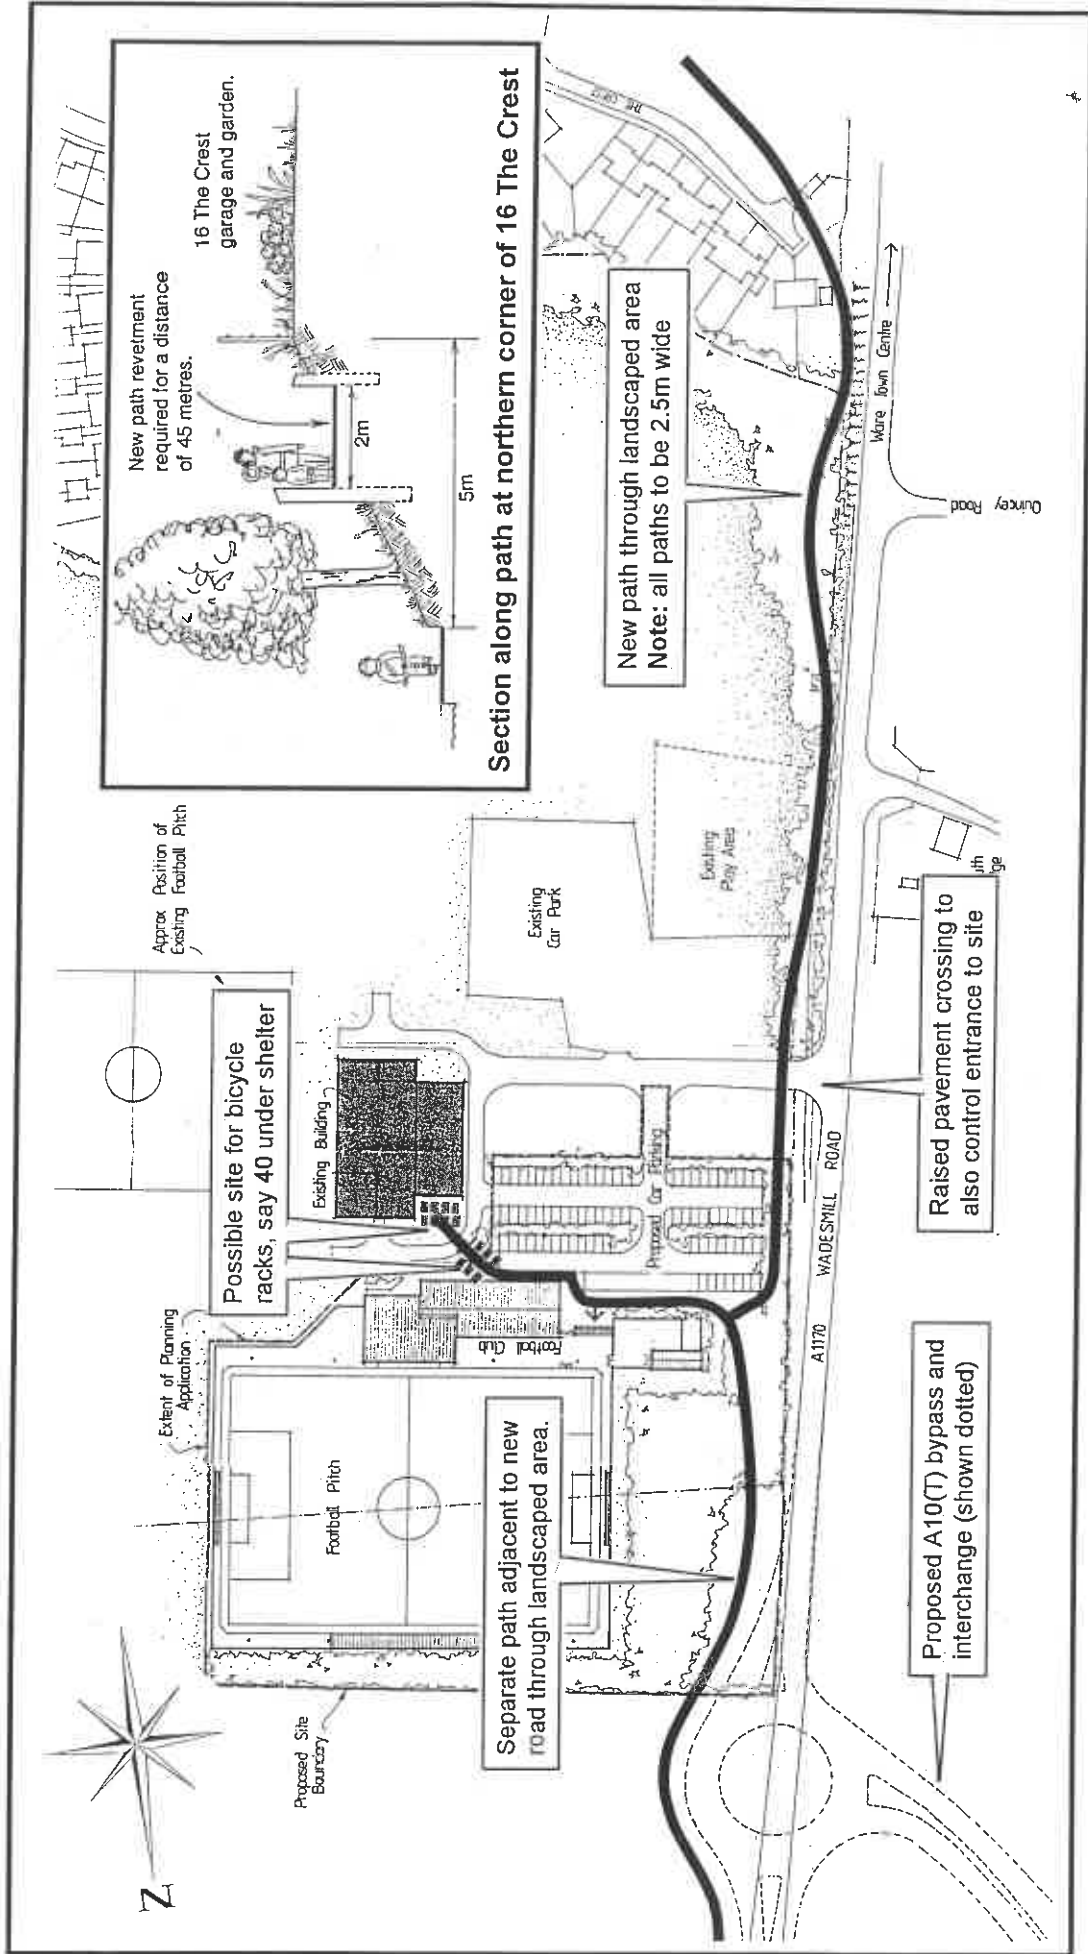 New path revetment
required for a distance
of 45 metres.
16 The Crest
garage and garden.
2m
5m
Section along path at northern corner of 16 The Crest
THE CREST
Approx Position of
Existing Football Pitch
Possible site for bicycle
racks, say 40 under shelter
Existing Building
Extent of Planning
Application
Football Pitch
Football Club
Proposed Site
Boundary
N
Separate path adjacent to new
road through landscaped area.
Proposed Car Parking
Existing
Car Park
Existing
Play Area
New path through landscaped area
Note: all paths to be 2.5m wide
Ware Town Centre
Quincey Road
A1170 WADESMILL ROAD
Raised pavement crossing to
also control entrance to site
Proposed A10(T) bypass and
interchange (shown dotted)